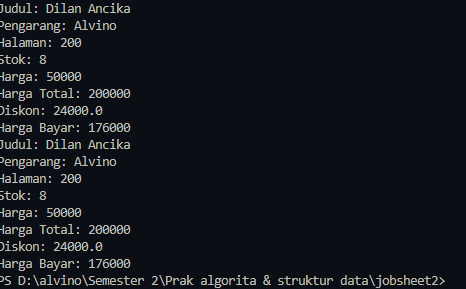 Judul: Dilan Ancika
Pengarang: Alvino
Halaman: 200
Stok: 8
Harga: 50000
Harga Total: 200000
Diskon: 24000.0
Harga Bayar: 176000
Judul: Dilan Ancika
Pengarang: Alvino
Halaman: 200
Stok: 8
Harga: 50000
Harga Total: 200000
Diskon: 24000.0
Harga Bayar: 176000
PS D:\alvino\Semester 2\Prak algorita & struktur data\jobsheet2>